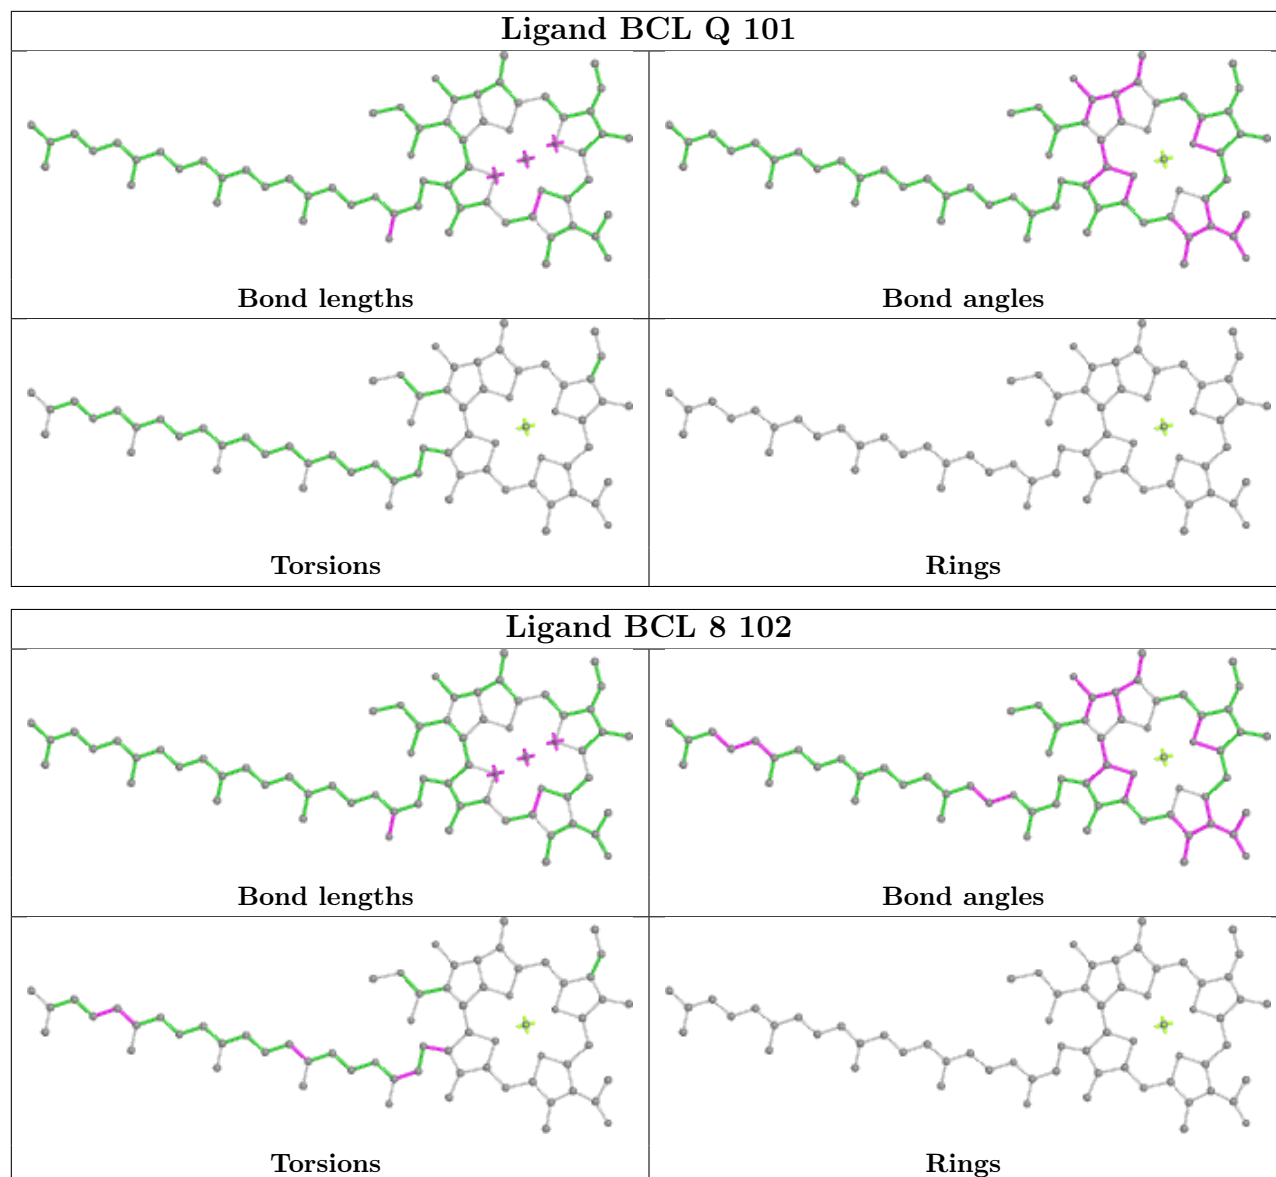 Ligand BCL Q 101
Bond lengths
Bond angles
Torsions
Rings
Ligand BCL 8 102
Bond lengths
Bond angles
Torsions
Rings